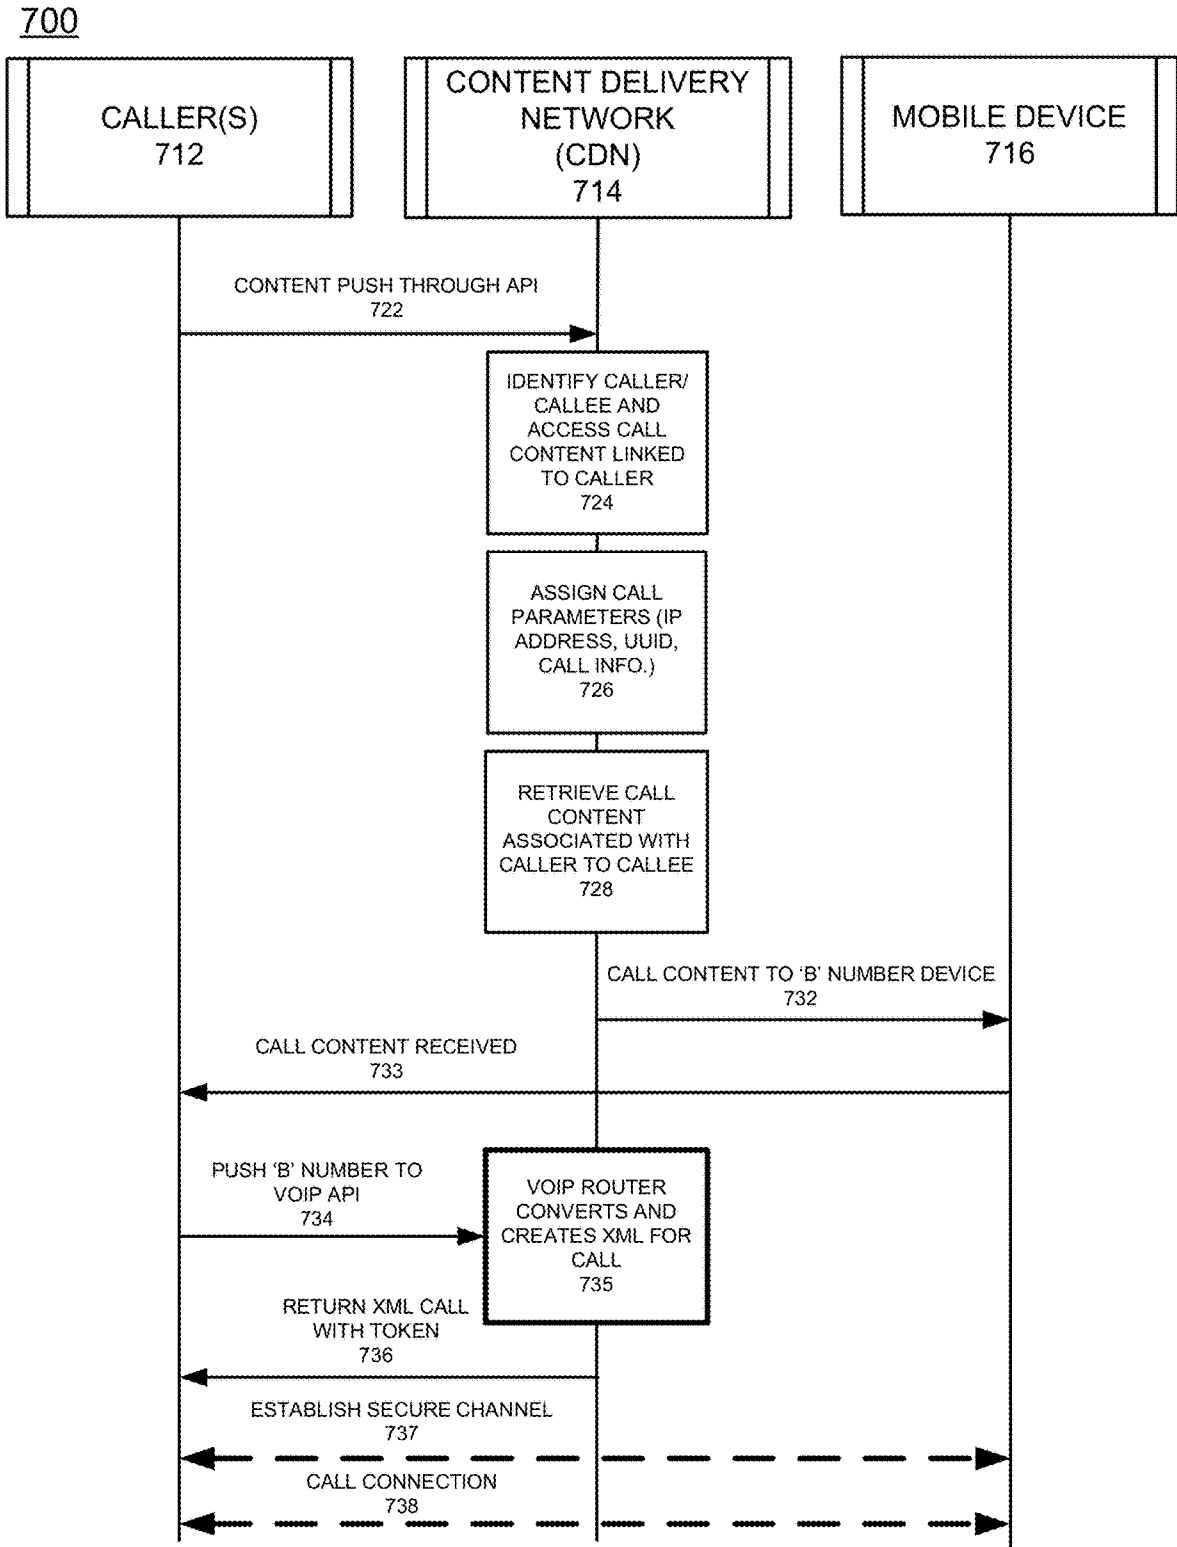 700
CALLER(S)
712
CONTENT DELIVERY
NETWORK
(CDN)
714
MOBILE DEVICE
716
CONTENT PUSH THROUGH API
722
IDENTIFY CALLER/
CALLEE AND
ACCESS CALL
CONTENT LINKED
TO CALLER
724
ASSIGN CALL
PARAMETERS (IP
ADDRESS, UUID,
CALL INFO.)
726
RETRIEVE CALL
CONTENT
ASSOCIATED WITH
CALLER TO CALLEE
728
CALL CONTENT TO ‘B’ NUMBER DEVICE
732
CALL CONTENT RECEIVED
733
PUSH ‘B’ NUMBER TO
VOIP API
734
VOIP ROUTER
CONVERTS AND
CREATES XML FOR
CALL
735
RETURN XML CALL
WITH TOKEN
736
ESTABLISH SECURE CHANNEL
737
CALL CONNECTION
738